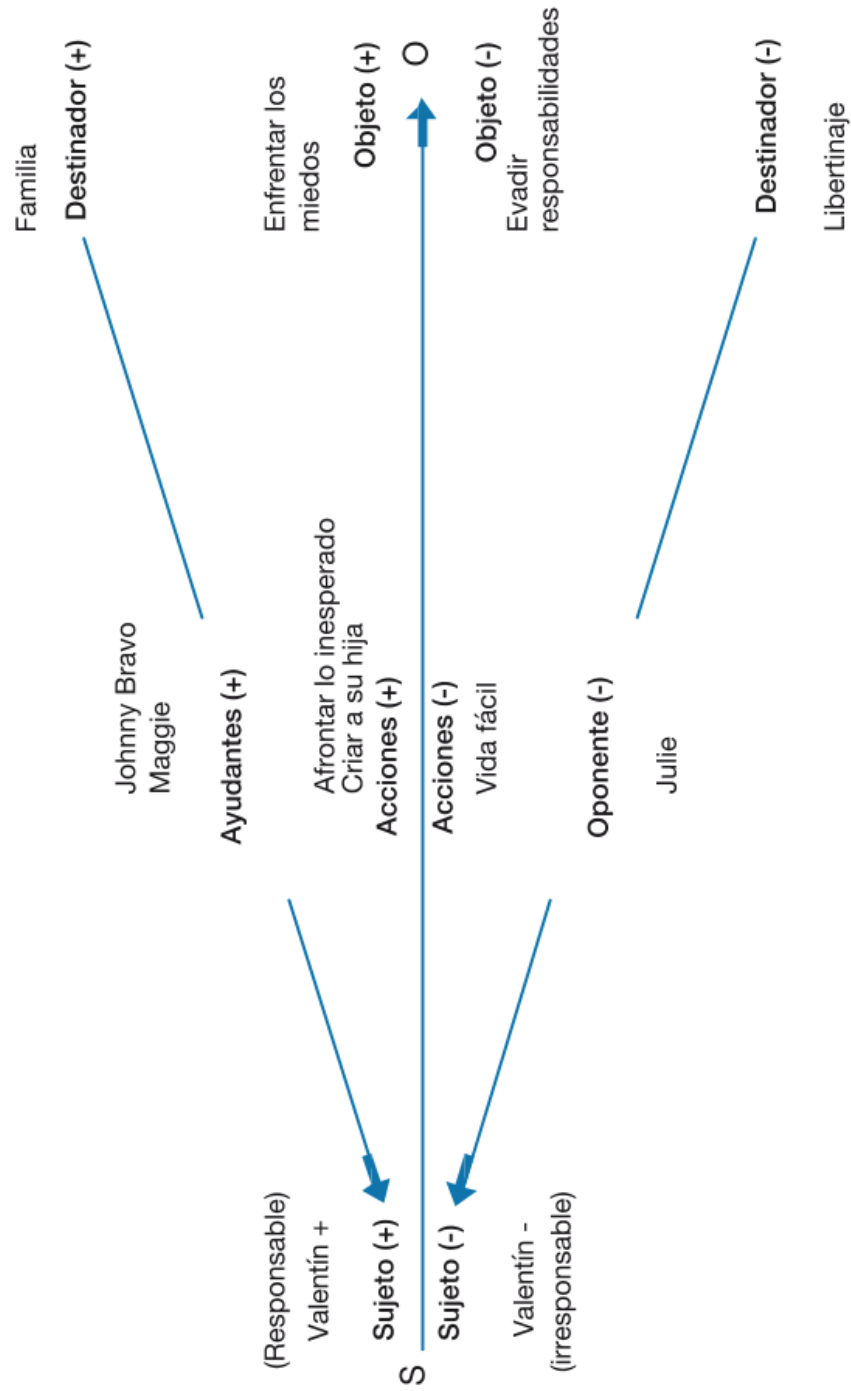 Familia
Destinador (+)
Johnny Bravo
Maggie
Ayudantes (+)
(Responsable)
Valentín +
Sujeto (+)
Afrontar lo inesperado
Criar a su hija
Acciones (+)
Enfrentar los
miedos
Objeto (+)
S
O
Sujeto (-)
Valentín -
(irresponsable)
Acciones (-)
Vida fácil
Objeto (-)
Evadir
responsabilidades
Oponente (-)
Julie
Destinador (-)
Libertinaje